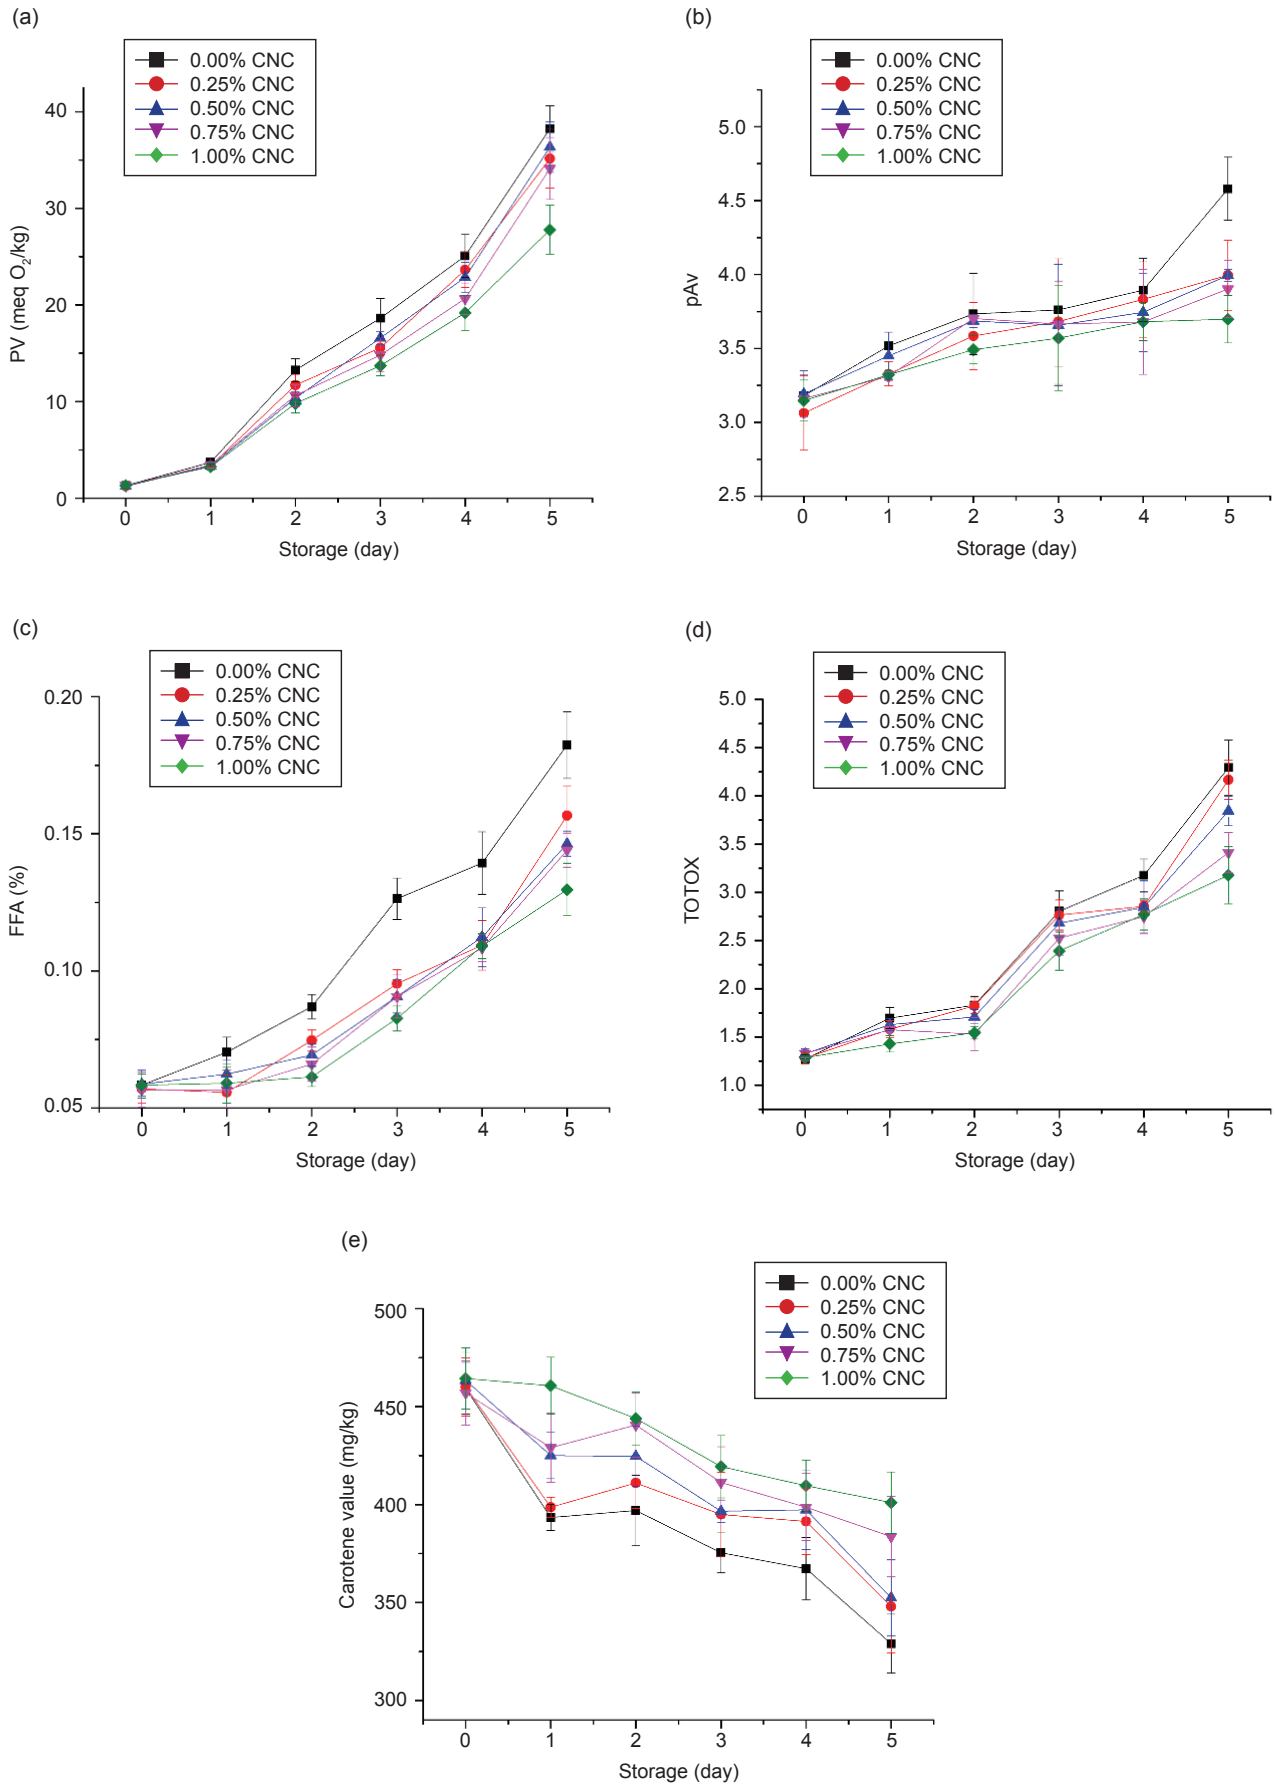 (a)
0.00% CNC
0.25% CNC
0.50% CNC
0.75% CNC
1.00% CNC
40
30
20
10
0
PV (meq O₂/kg)
0 1 2 3 4 5
Storage (day)
(b)
0.00% CNC
0.25% CNC
0.50% CNC
0.75% CNC
1.00% CNC
5.0
4.5
4.0
3.5
3.0
2.5
pAv
0 1 2 3 4 5
Storage (day)
(c)
0.00% CNC
0.25% CNC
0.50% CNC
0.75% CNC
1.00% CNC
0.20
0.15
0.10
0.05
FFA (%)
0 1 2 3 4 5
Storage (day)
(d)
0.00% CNC
0.25% CNC
0.50% CNC
0.75% CNC
1.00% CNC
5.0
4.5
4.0
3.5
3.0
2.5
2.0
1.5
1.0
TOTOX
0 1 2 3 4 5
Storage (day)
(e)
0.00% CNC
0.25% CNC
0.50% CNC
0.75% CNC
1.00% CNC
500
450
400
350
300
Carotene value (mg/kg)
0 1 2 3 4 5
Storage (day)